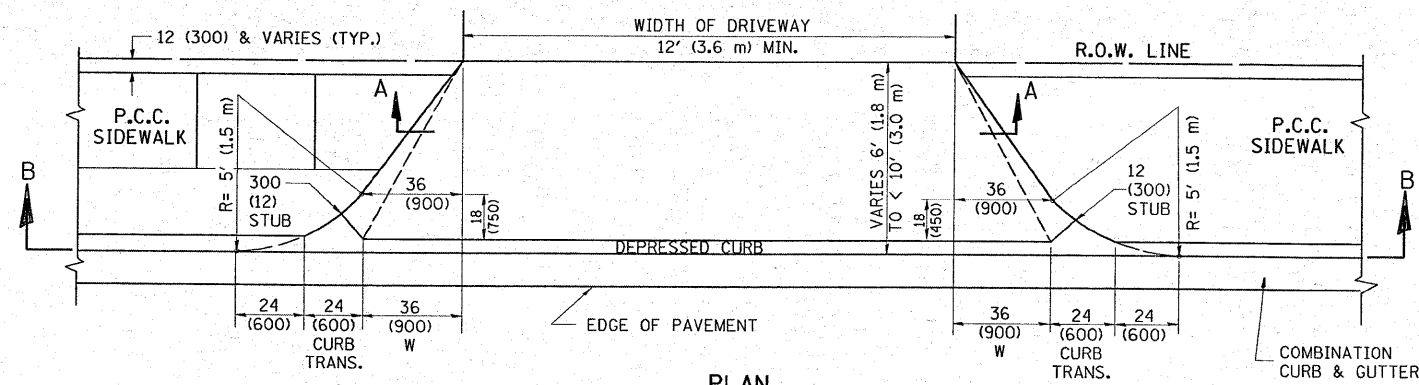 12 (300) & VARIES (TYP.)
WIDTH OF DRIVEWAY
12' (3.6 m) MIN.
R.O.W. LINE
A
A
P.C.C.
SIDEWALK
P.C.C.
SIDEWALK
B
B
R= 5' (1.5 m)
300
(12)
STUB
36
(900)
18
(750)
VARIES 6' (1.8 m)
TO < 10' (3.0 m)
36
(900)
18
(450)
12
(300)
STUB
R= 5' (1.5 m)
DEPRESSED CURB
24
(600)
24
(600)
CURB
TRANS.
36
(900)
W
EDGE OF PAVEMENT
36
(900)
W
24
(600)
CURB
TRANS.
24
(600)
COMBINATION
CURB & GUTTER
PLAN